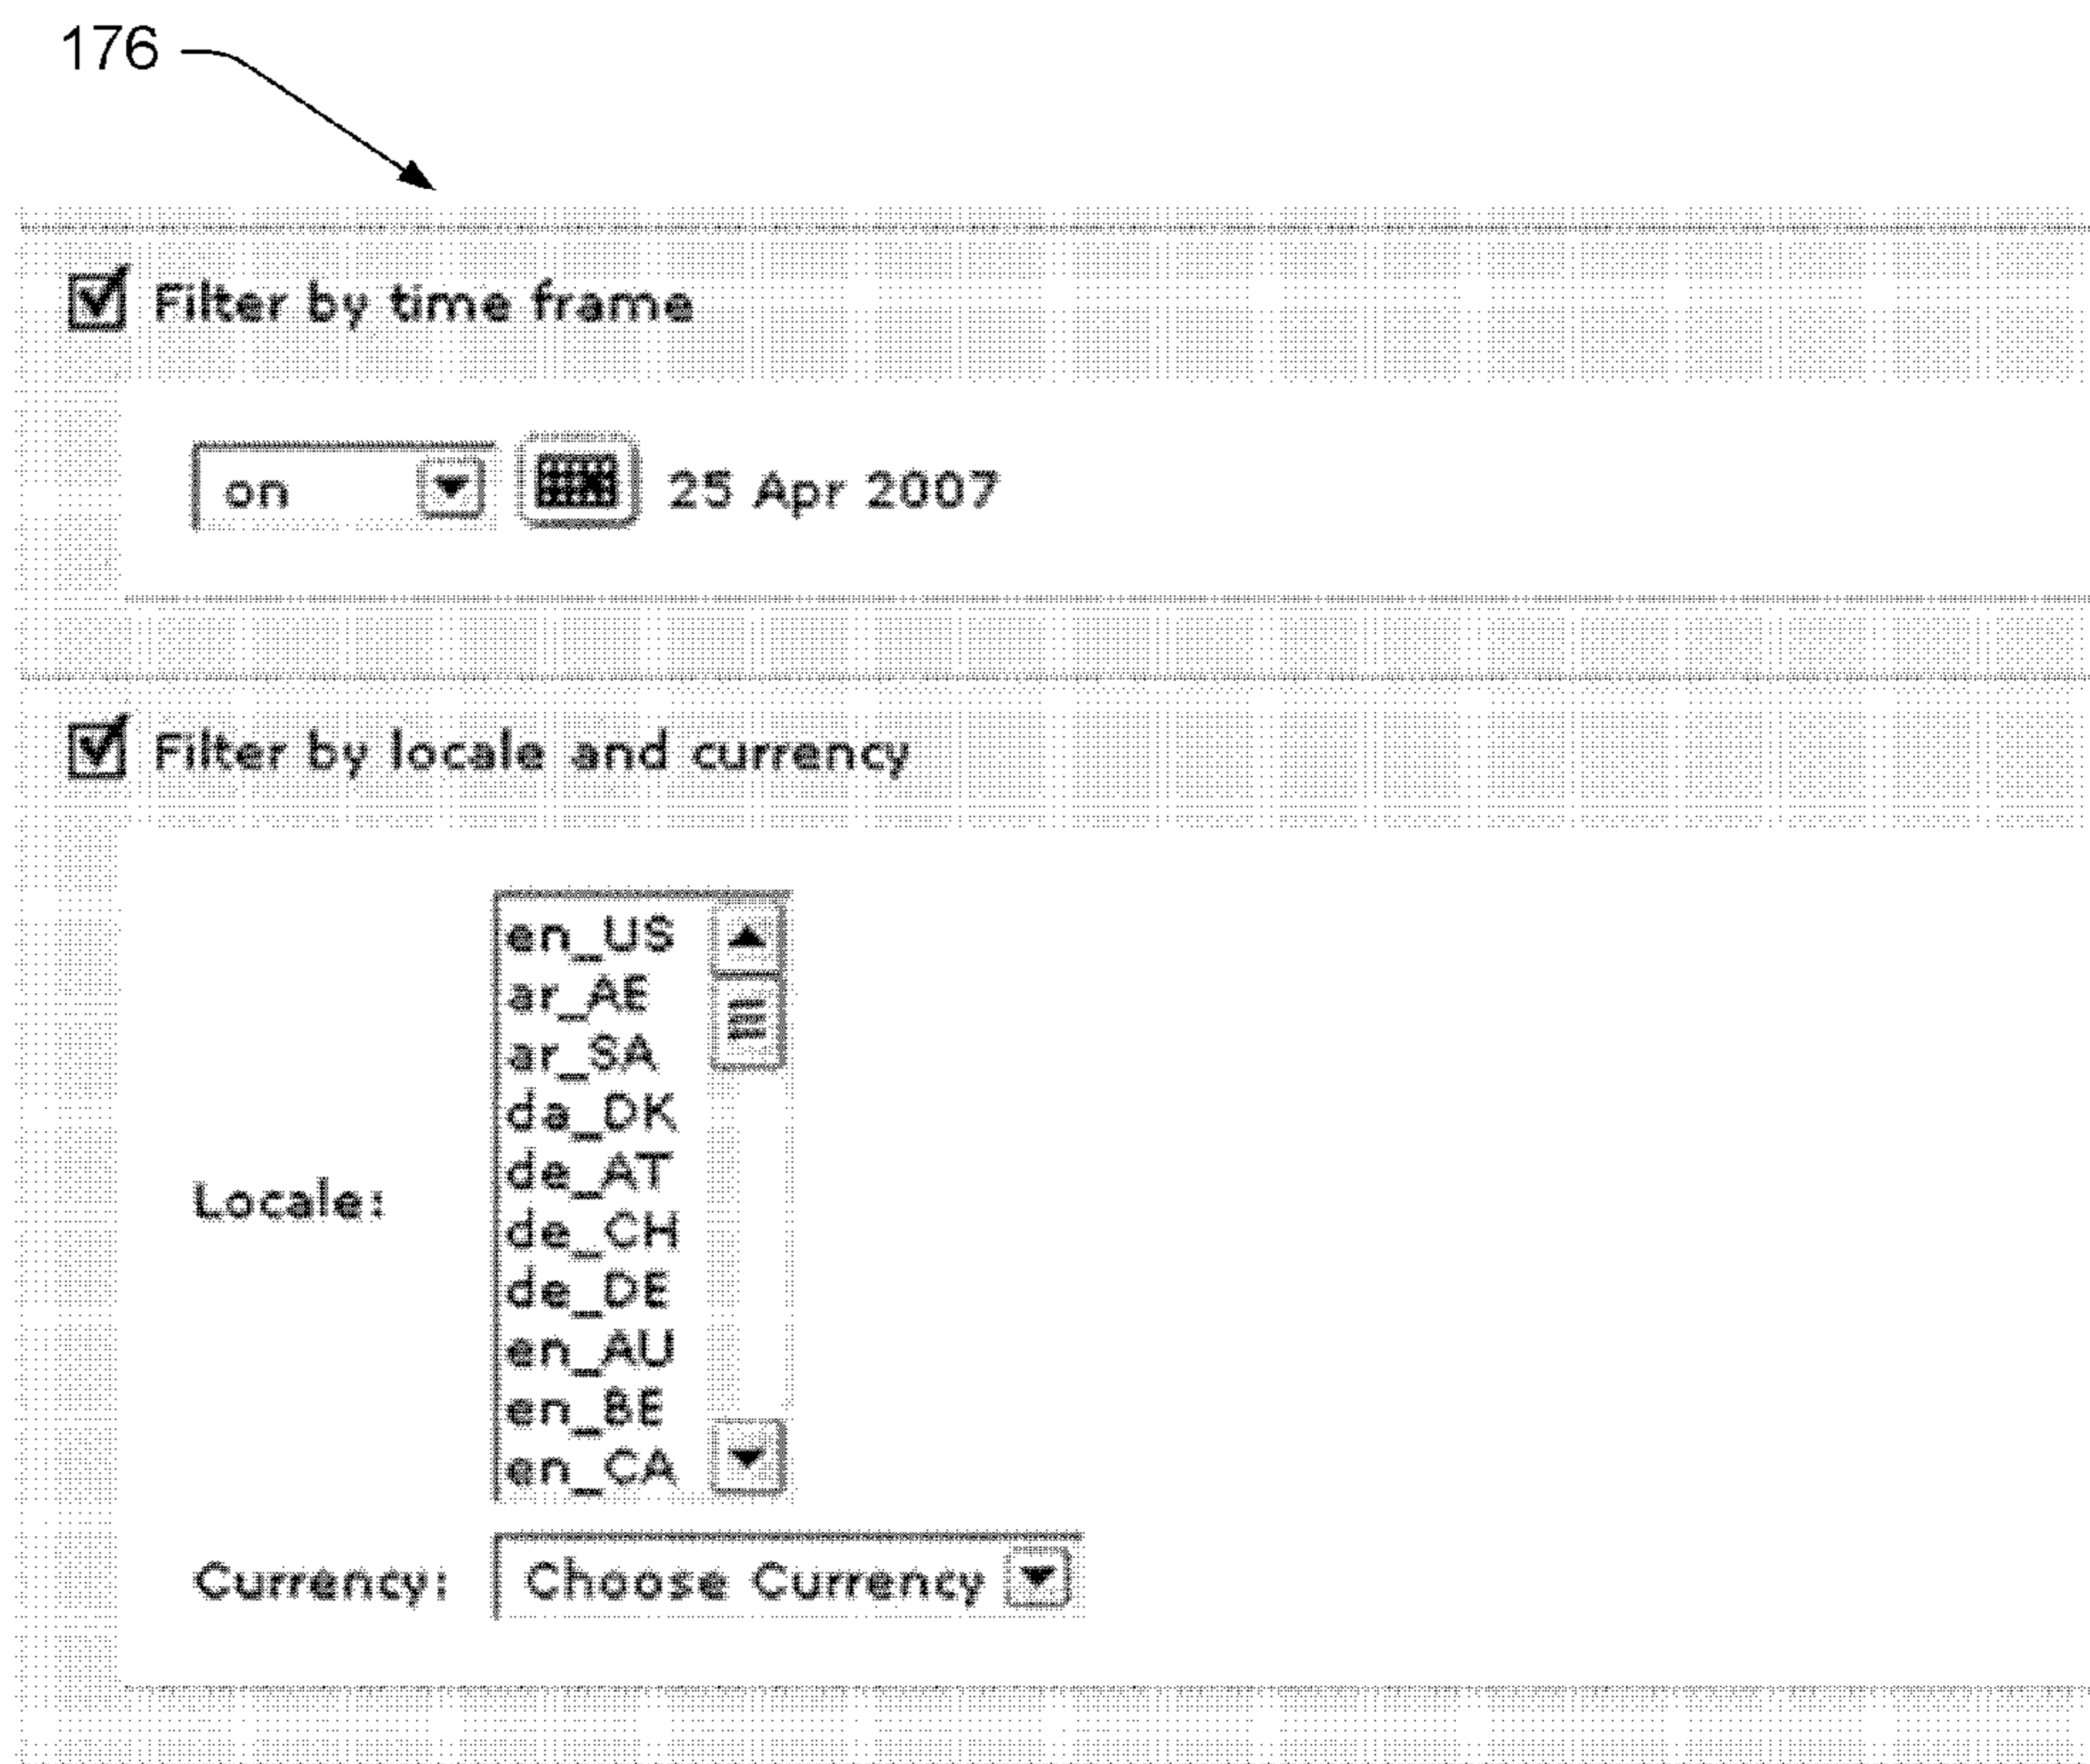 176
Filter by time frame
on 25 Apr 2007
Filter by locale and currency
en_US
ar_AE
ar_SA
da_DK
de_AT
Locale:
de_CH
de_DE
en_AU
en_BE
en_CA
Currency: Choose Currency